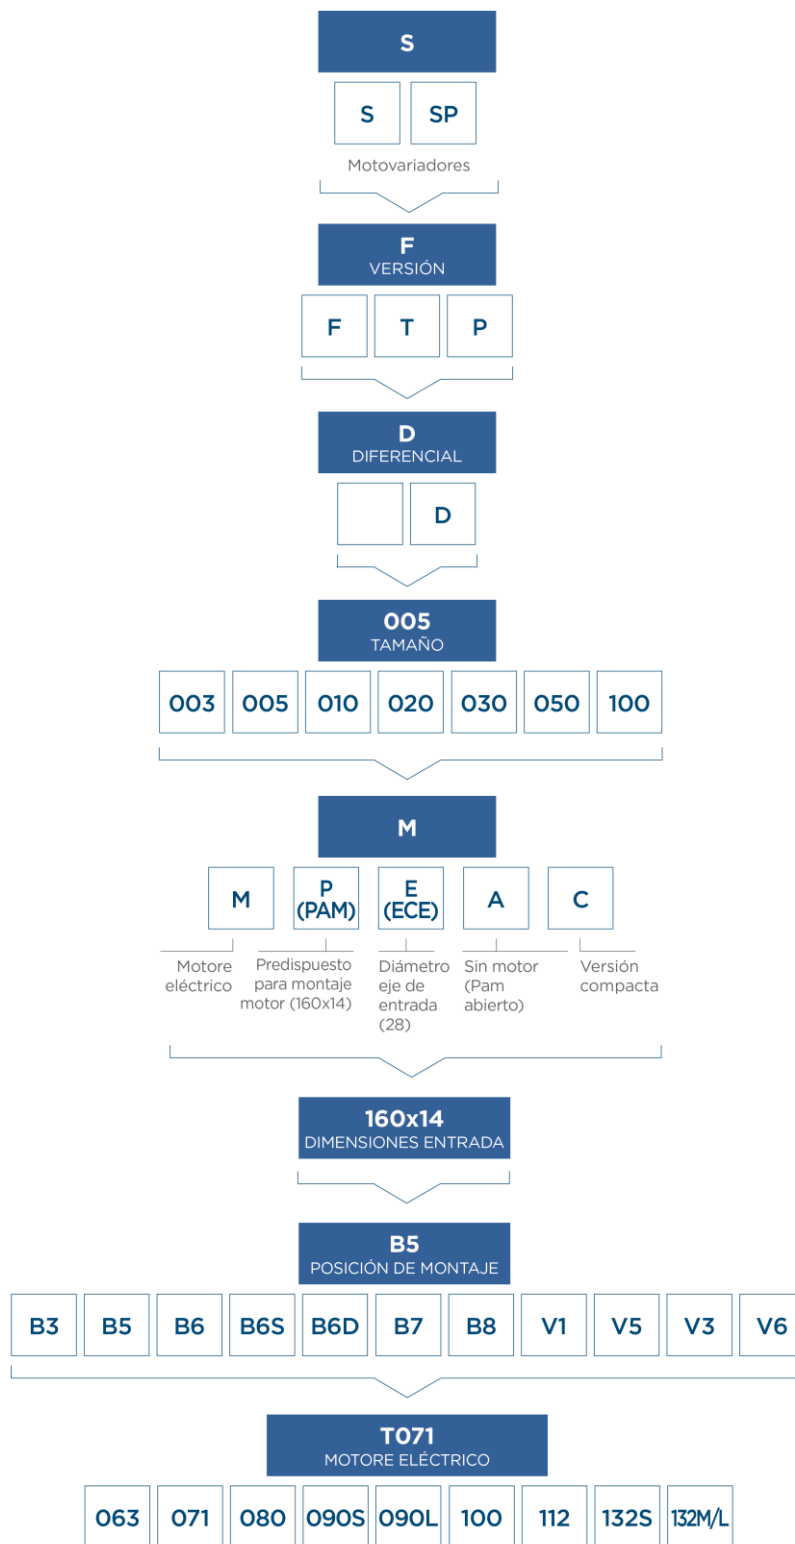 S
S SP
Motovariadores
F
VERSIÓN
F T P
D
DIFERENCIAL
D
005
TAMAÑO
003 005 010 020 030 050 100
M
M
P
(PAM)
E
(ECE)
A
C
Motore
eléctrico
Predispuesto
para montaje
motor (160x14)
Diámetro
eje de
entrada
(28)
Sin motor
(Pam
abierto)
Versión
compacta
160x14
DIMENSIONES ENTRADA
B5
POSICIÓN DE MONTAJE
B3 B5 B6 B6S B6D B7 B8 V1 V5 V3 V6
T071
MOTORE ELÉCTRICO
063 071 080 090S 090L 100 112 132S 132M/L